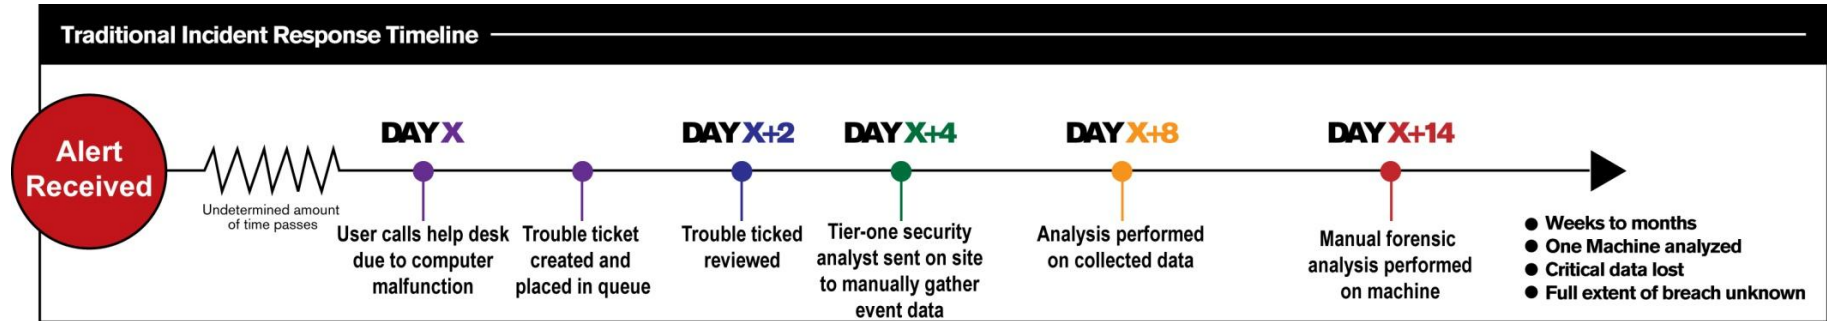 Traditional Incident Response Timeline
Alert
Received
Undetermined amount
of time passes
DAY X
User calls help desk
due to computer
malfunction
Trouble ticket
created and
placed in queue
DAY X+2
Trouble ticked
reviewed
DAY X+4
Tier-one security
analyst sent on site
to manually gather
event data
DAY X+8
Analysis performed
on collected data
DAY X+14
Manual forensic
analysis performed
on machine
● Weeks to months
● One Machine analyzed
● Critical data lost
● Full extent of breach unknown